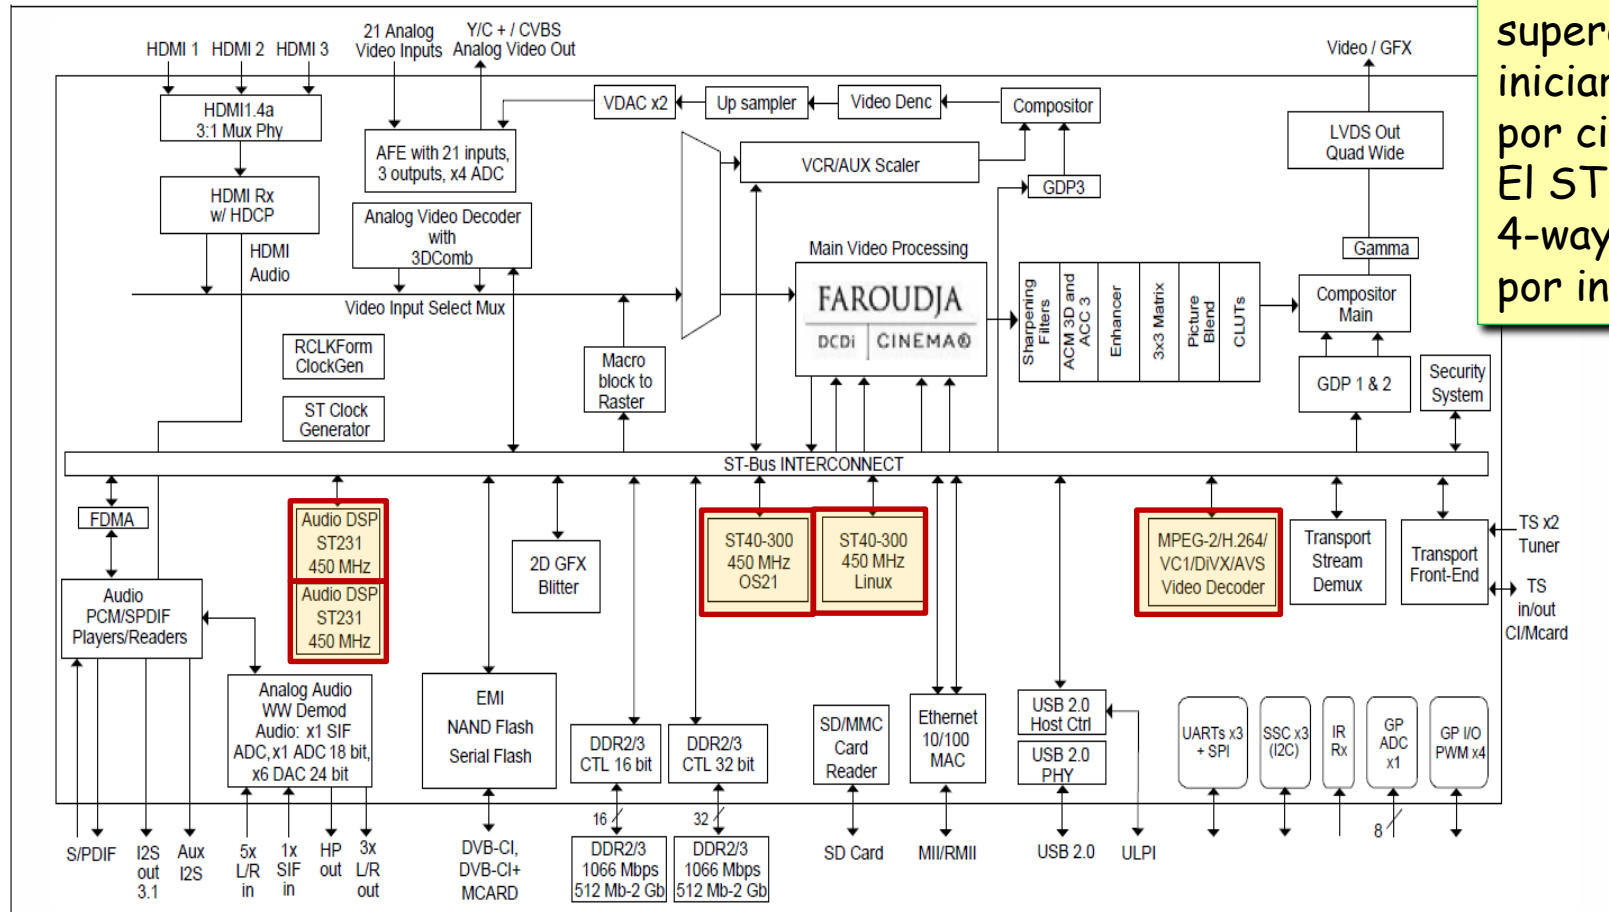 HDMI 1 HDMI 2 HDMI 3
21 Analog
Video Inputs
Y/C + / CVBS
Analog Video Out
Video / GFX
iniciar
por ci
El ST
4-way
por in
HDMI1.4a
3:1 Mux Phy
HDMI Rx
w/ HDCP
HDMI
Audio
AFE with 21 inputs,
3 outputs, x4 ADC
Analog Video Decoder
with
3DComb
Video Input Select Mux
VDAC x2
Up sampler
Video Denc
Compositor
VCR/AUX Scaler
GDP3
LVDS Out
Quad Wide
Gamma
Main Video Processing
FAROUDJA
DCDi CINEMA®
Sharpening
Filters
ACM 3D and
ACC 3
Enhancer
3x3 Matrix
Picture
Blend
CLUTs
Compositor
Main
GDP 1 & 2
Security
System
RCLKForm
ClockGen
ST Clock
Generator
Macro
block to
Raster
ST-Bus INTERCONNECT
FDMA
Audio DSP
ST231
450 MHz
Audio DSP
ST231
450 MHz
2D GFX
Blitter
ST40-300
450 MHz
OS21
ST40-300
450 MHz
Linux
MPEG-2/H.264/
VC1/DiVX/AVS
Video Decoder
Transport
Stream
Demux
Transport
Front-End
TS x2
Tuner
TS
in/out
CI/Mcard
Audio
PCM/SPDIF
Players/Readers
Analog Audio
WW Demod
Audio: x1 SIF
ADC, x1 ADC 18 bit,
x6 DAC 24 bit
EMI
NAND Flash
Serial Flash
DDR2/3
CTL 16 bit
DDR2/3
CTL 32 bit
SD/MMC
Card
Reader
Ethernet
10/100
MAC
USB 2.0
Host Ctrl
USB 2.0
PHY
UARTs x3
+ SPI
SSC x3
(I2C)
IR
Rx
GP
ADC
x1
GP I/O
PWM x4
16
32
8
S/PDIF
I2S
out
3.1
Aux
I2S
5x
L/R
in
1x
SIF
in
HP
out
3x
L/R
out
DVB-CI,
DVB-CI+
MCARD
DDR2/3
1066 Mbps
512 Mb-2 Gb
DDR2/3
1066 Mbps
512 Mb-2 Gb
SD Card
MII/RMII
USB 2.0
ULPI